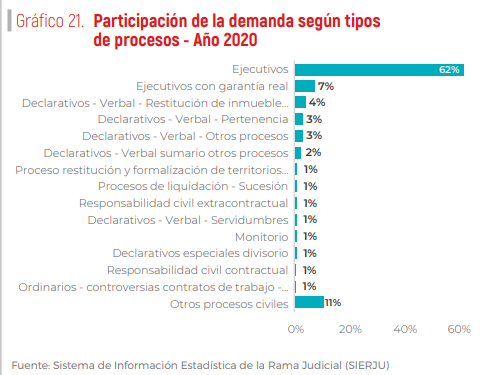 Gráfico 21. Participación de la demanda según tipos
de procesos - Año 2020
Ejecutivos 62%
Ejecutivos con garantía real 7%
Declarativos - Verbal - Restitución de inmueble... 4%
Declarativos - Verbal - Pertenencia 3%
Declarativos - Verbal - Otros procesos 3%
Declarativos - Verbal sumario otros procesos 2%
Proceso restitución y formalización de territorios... 1%
Procesos de liquidación - Sucesión 1%
Responsabilidad civil extracontractual 1%
Declarativos - Verbal - Servidumbres 1%
Monitorio 1%
Declarativos especiales divisorio 1%
Responsabilidad civil contractual 1%
Ordinarios - controversias contratos de trabajo -... 1%
Otros procesos civiles 11%
0% 20% 40% 60%
Fuente: Sistema de Información Estadística de la Rama Judicial (SIERJU)